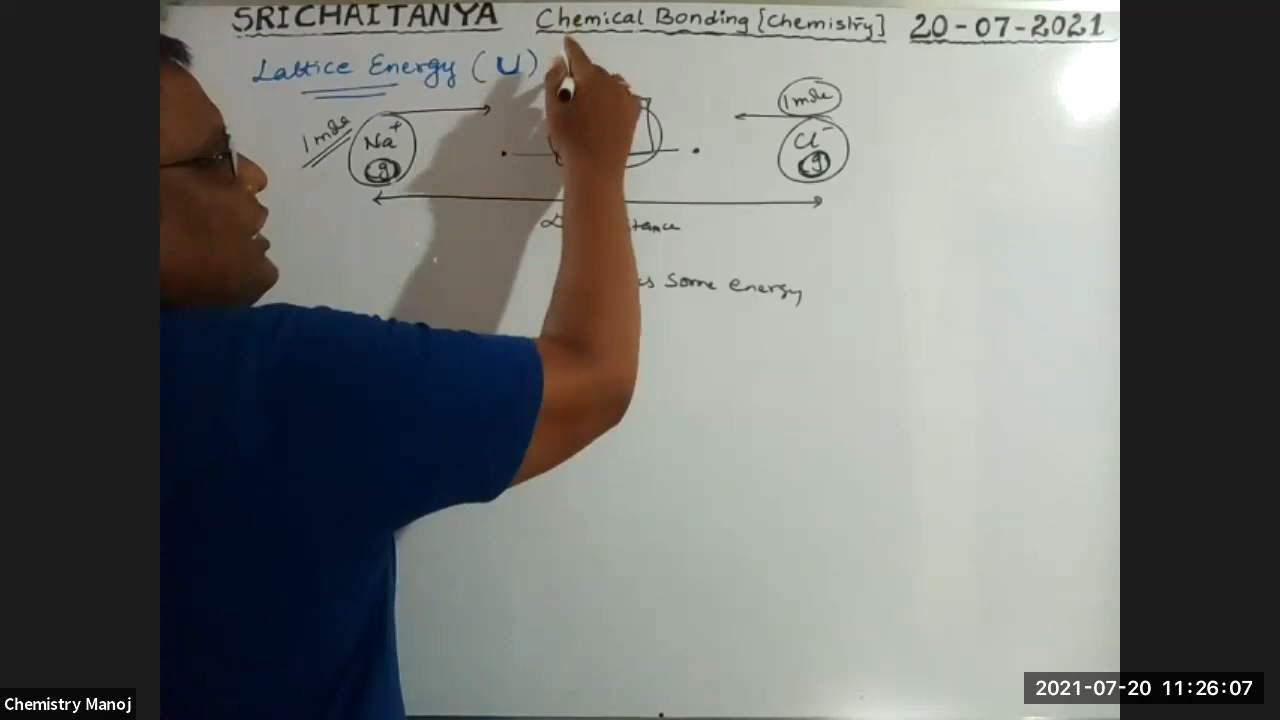 SRICHAITANYA Chemical Bonding [Chemistry] 20-07-2021
Lattice Energy (U)
1 mole Na+ (g) 1 mole Cl- (g)
some energy
Chemistry Manoj
2021-07-20 11:26:07